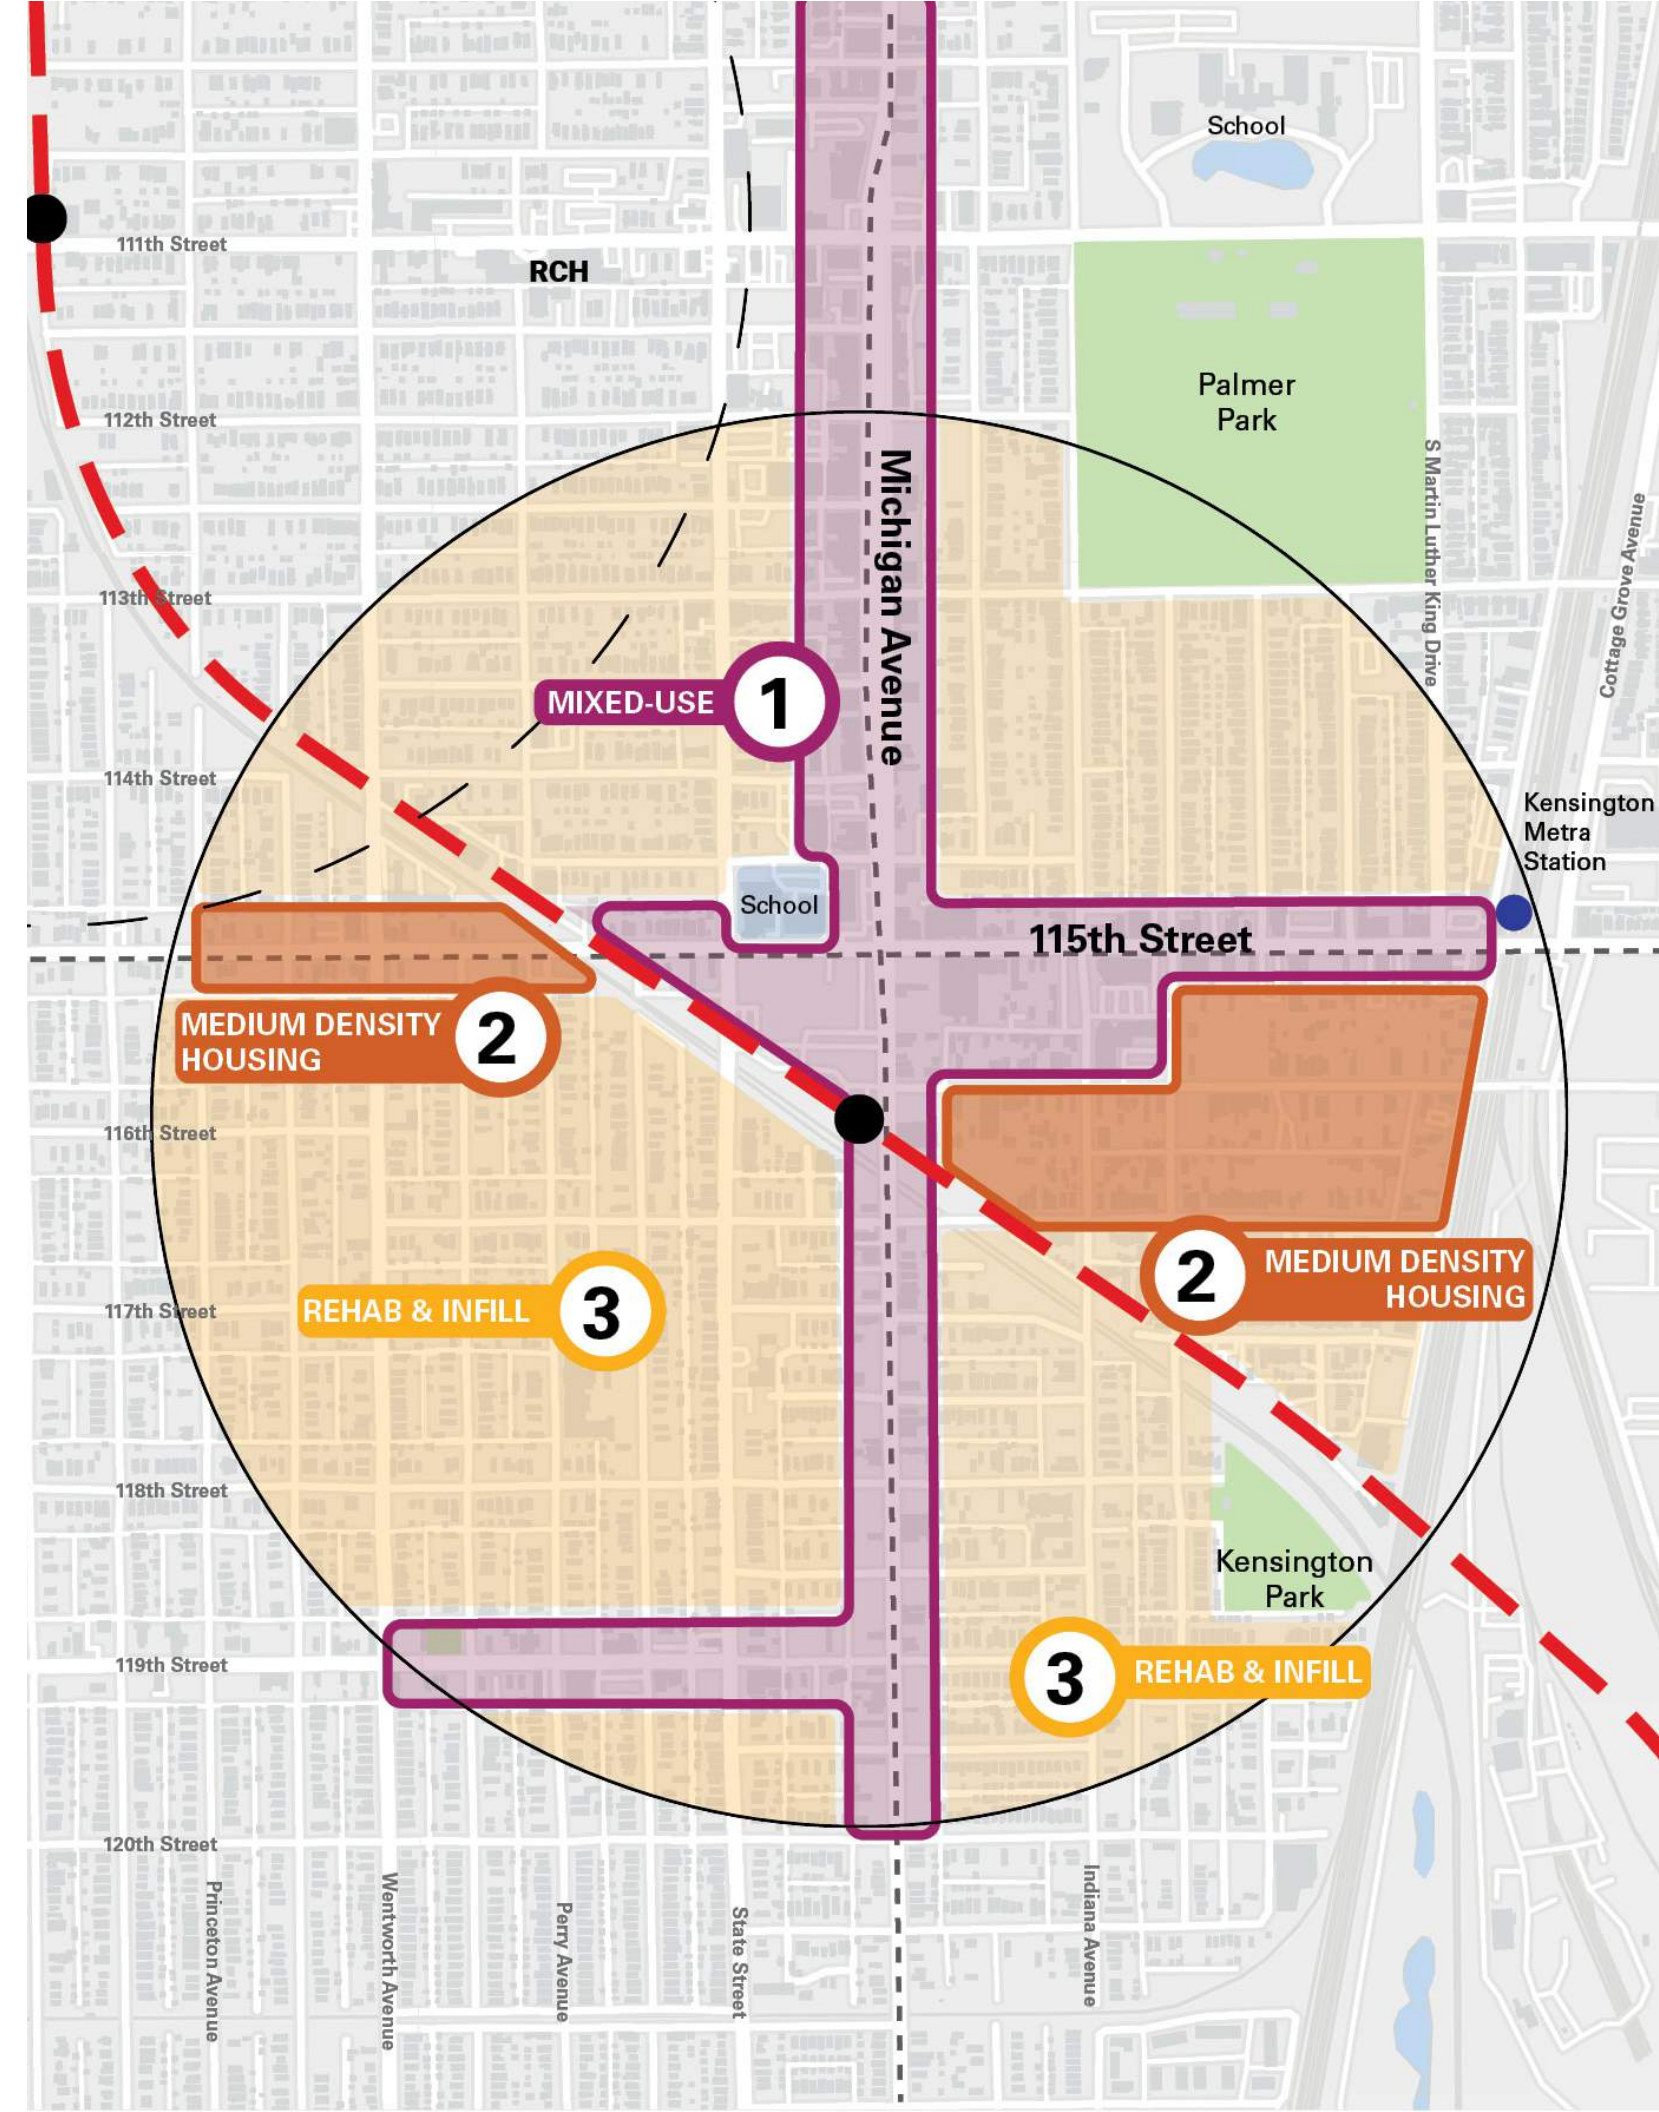 School
111th Street
RCH
Palmer
Park
112th Street
S Martin Luther King Drive
Michigan Avenue
Cottage Grove Avenue
113th Street
MIXED-USE
1
114th Street
Kensington
Metra
Station
School
115th Street
MEDIUM DENSITY
HOUSING
2
116th Street
2
MEDIUM DENSITY
HOUSING
REHAB & INFILL
3
117th Street
118th Street
Kensington
Park
3
REHAB & INFILL
119th Street
120th Street
Princeton Avenue
Wentworth Avenue
Perry Avenue
State Street
Indiana Avenue